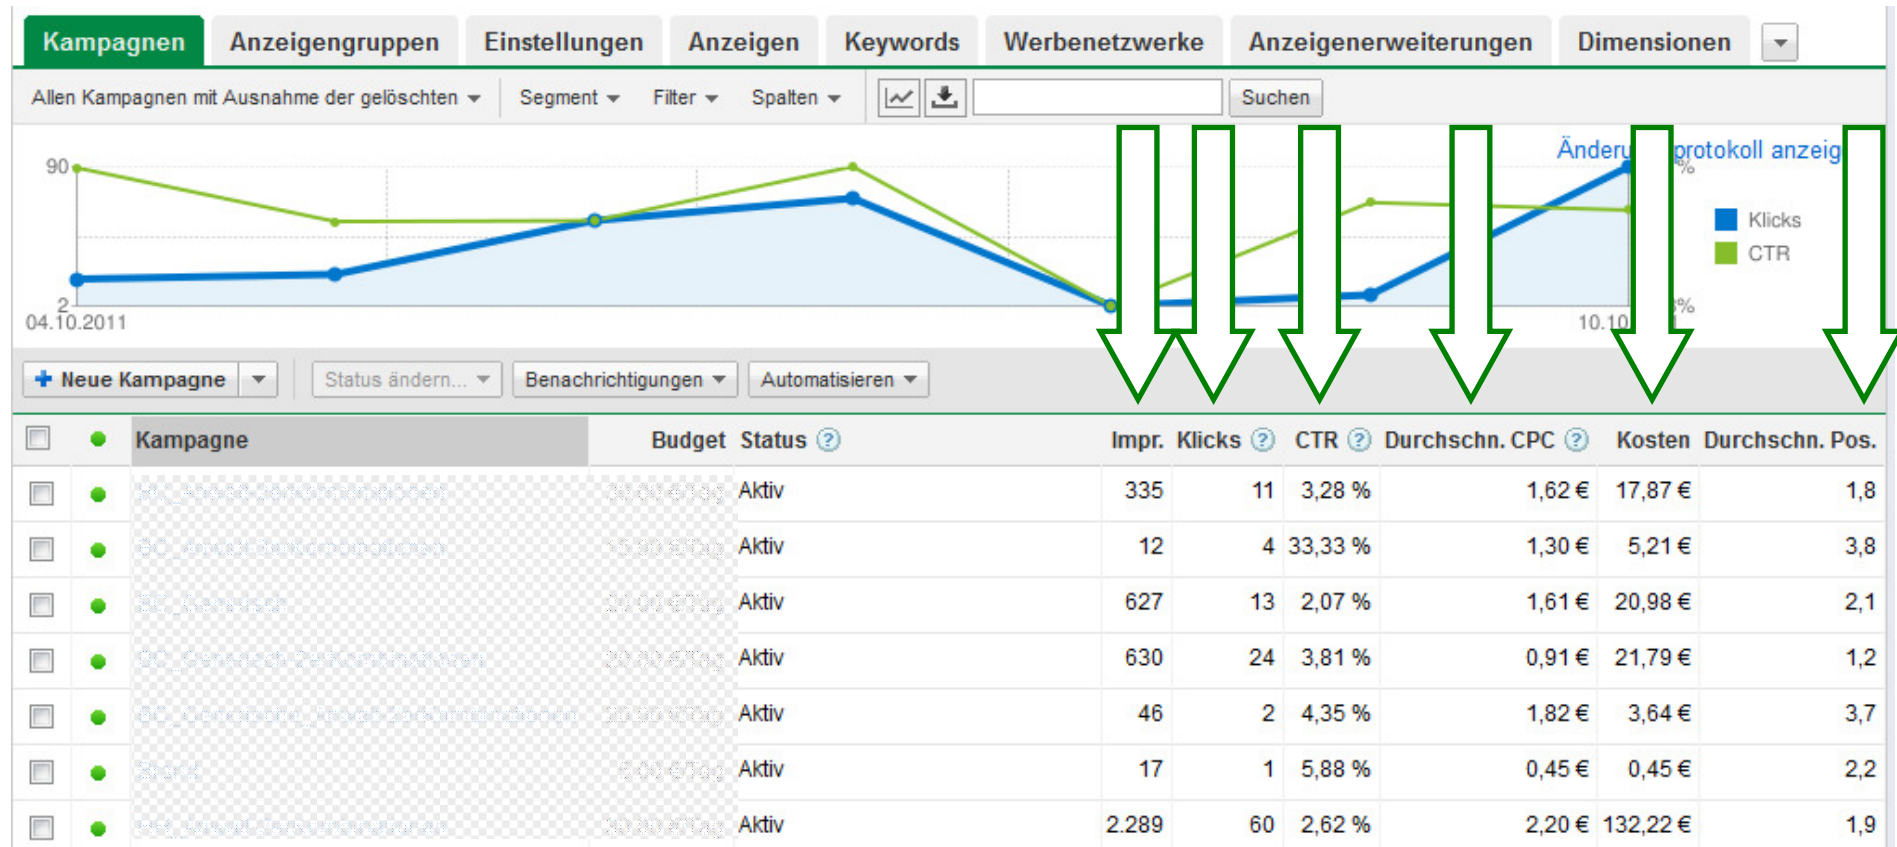 Kampagnen Anzeigengruppen Einstellungen Anzeigen Keywords Werbenetzwerke Anzeigenerweiterungen Dimensionen
Allen Kampagnen mit Ausnahme der gelöschten Segment Filter Spalten Suchen
Änderu protokoll anzeig
90 %
Klicks
CTR
2 %
04.10.2011 10.10
Neue Kampagne Status ändern... Benachrichtigungen Automatisieren
Kampagne Budget Status ? Impr. Klicks ? CTR ? Durchschn. CPC ? Kosten Durchschn. Pos.
Aktiv 335 11 3,28 % 1,62 € 17,87 € 1,8
Aktiv 12 4 33,33 % 1,30 € 5,21 € 3,8
Aktiv 627 13 2,07 % 1,61 € 20,98 € 2,1
Aktiv 630 24 3,81 % 0,91 € 21,79 € 1,2
Aktiv 46 2 4,35 % 1,82 € 3,64 € 3,7
Aktiv 17 1 5,88 % 0,45 € 0,45 € 2,2
Aktiv 2.289 60 2,62 % 2,20 € 132,22 € 1,9